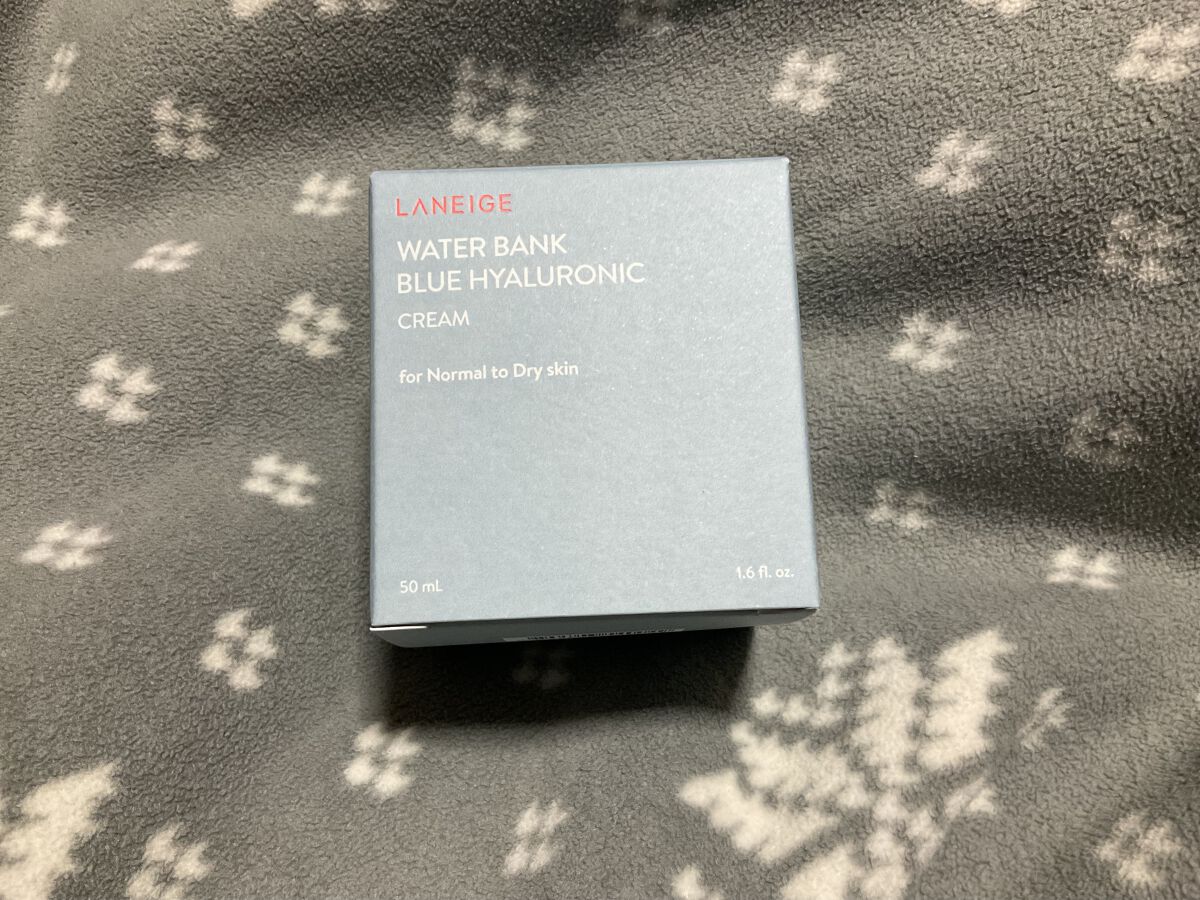 LANEIGE
WATER BANK
BLUE HYALURONIC
CREAM
for Normal to Dry skin
50 mL
1.6 fl. oz.